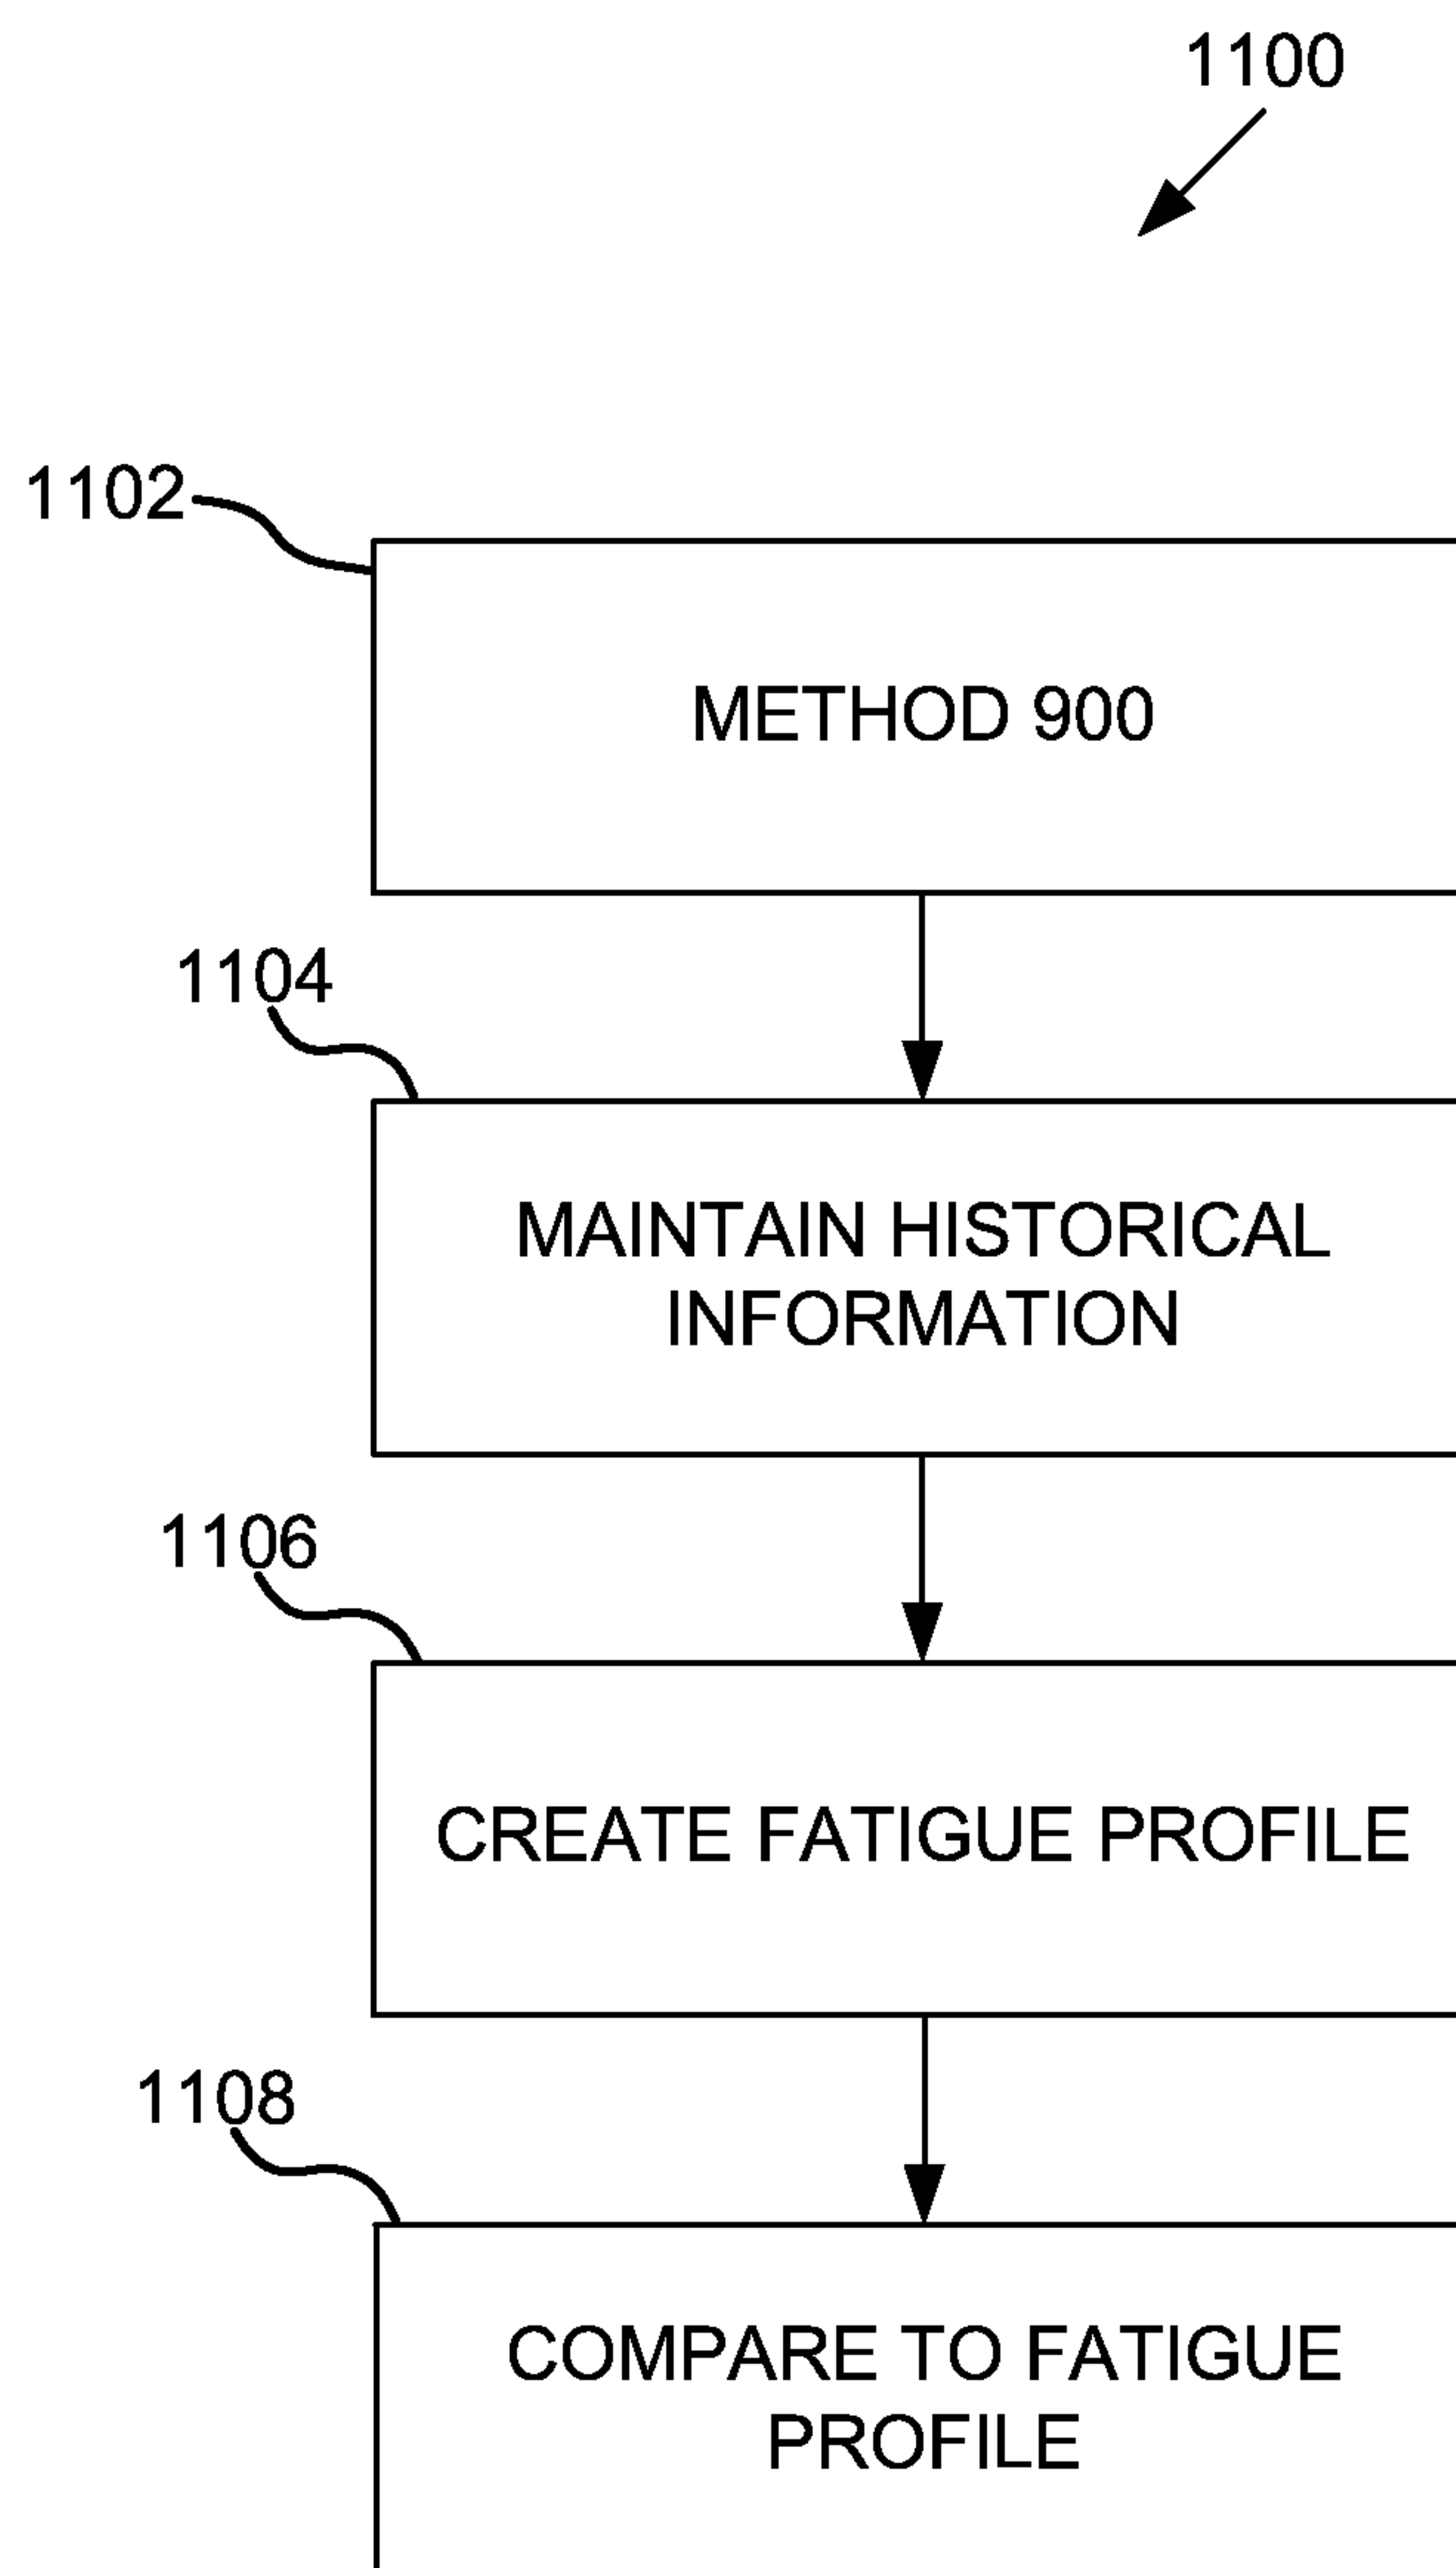 1100
1102
METHOD 900
1104
MAINTAIN HISTORICAL
INFORMATION
1106
CREATE FATIGUE PROFILE
1108
COMPARE TO FATIGUE
PROFILE